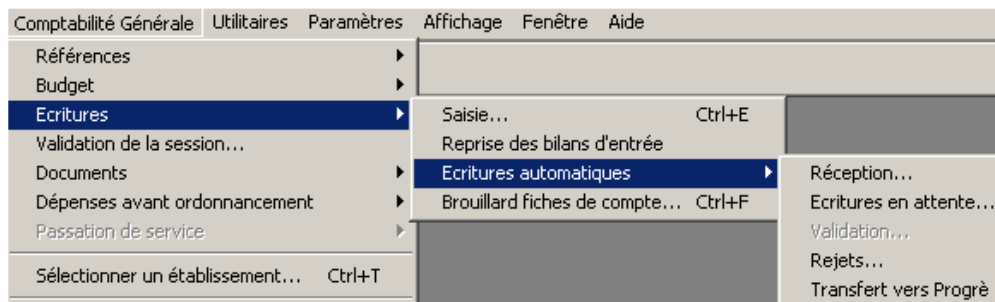 Comptabilité Générale Utilitaires Paramètres Affichage Fenêtre Aide
Références
Budget
Ecritures
Validation de la session...
Documents
Dépenses avant ordonnancement
Passation de service
Sélectionner un établissement... Ctrl+T
Saisie... Ctrl+E
Reprise des bilans d'entrée
Ecritures automatiques
Brouillard fiches de compte... Ctrl+F
Réception...
Ecritures en attente...
Validation...
Rejets...
Transfert vers Progrè